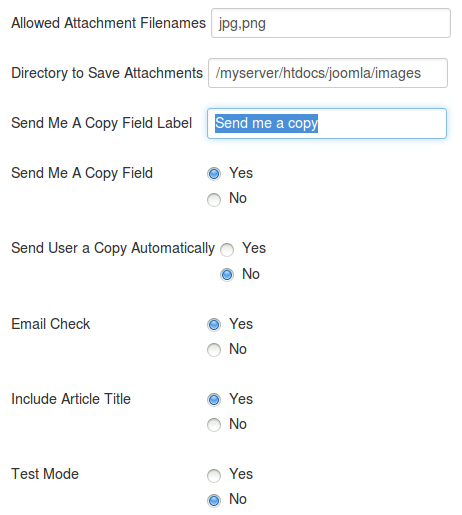 Allowed Attachment Filenames jpg,png
Directory to Save Attachments /myserver/htdocs/joomla/images
Send Me A Copy Field Label Send me a copy
Send Me A Copy Field Yes
No
Send User a Copy Automatically Yes
No
Email Check Yes
No
Include Article Title Yes
No
Test Mode Yes
No